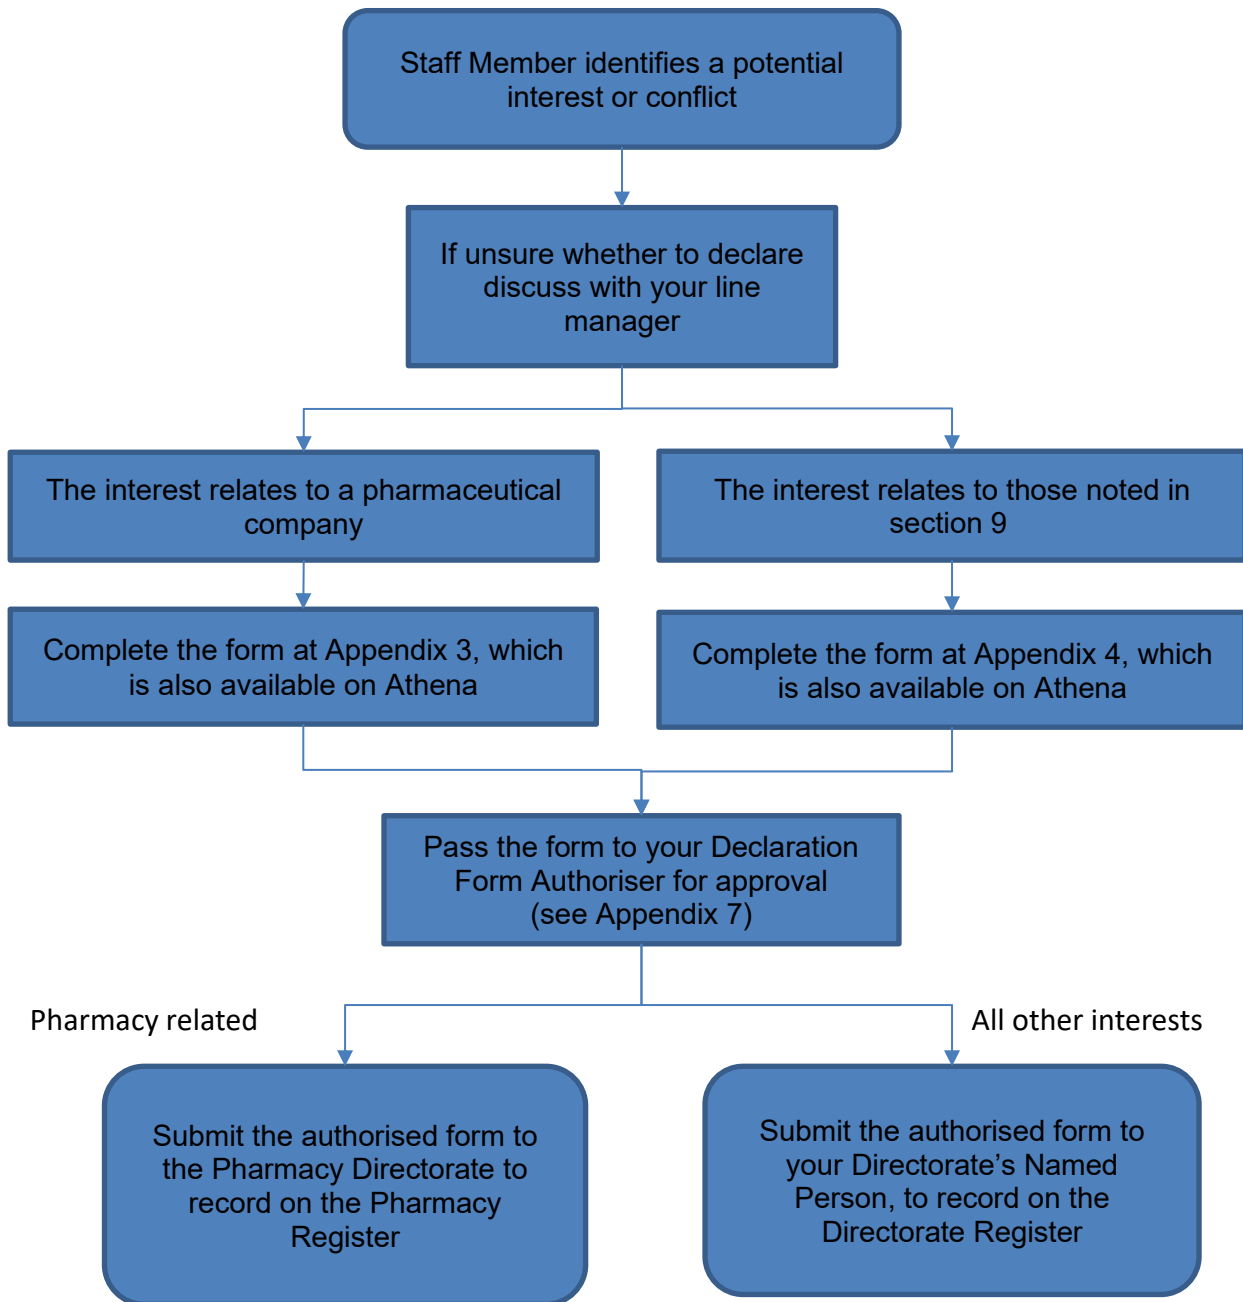 Staff Member identifies a potential
interest or conflict
If unsure whether to declare
discuss with your line
manager
The interest relates to a pharmaceutical
company
The interest relates to those noted in
section 9
Complete the form at Appendix 3, which
is also available on Athena
Complete the form at Appendix 4, which
is also available on Athena
Pass the form to your Declaration
Form Authoriser for approval
(see Appendix 7)
Pharmacy related
All other interests
Submit the authorised form to
the Pharmacy Directorate to
record on the Pharmacy
Register
Submit the authorised form to
your Directorate’s Named
Person, to record on the
Directorate Register